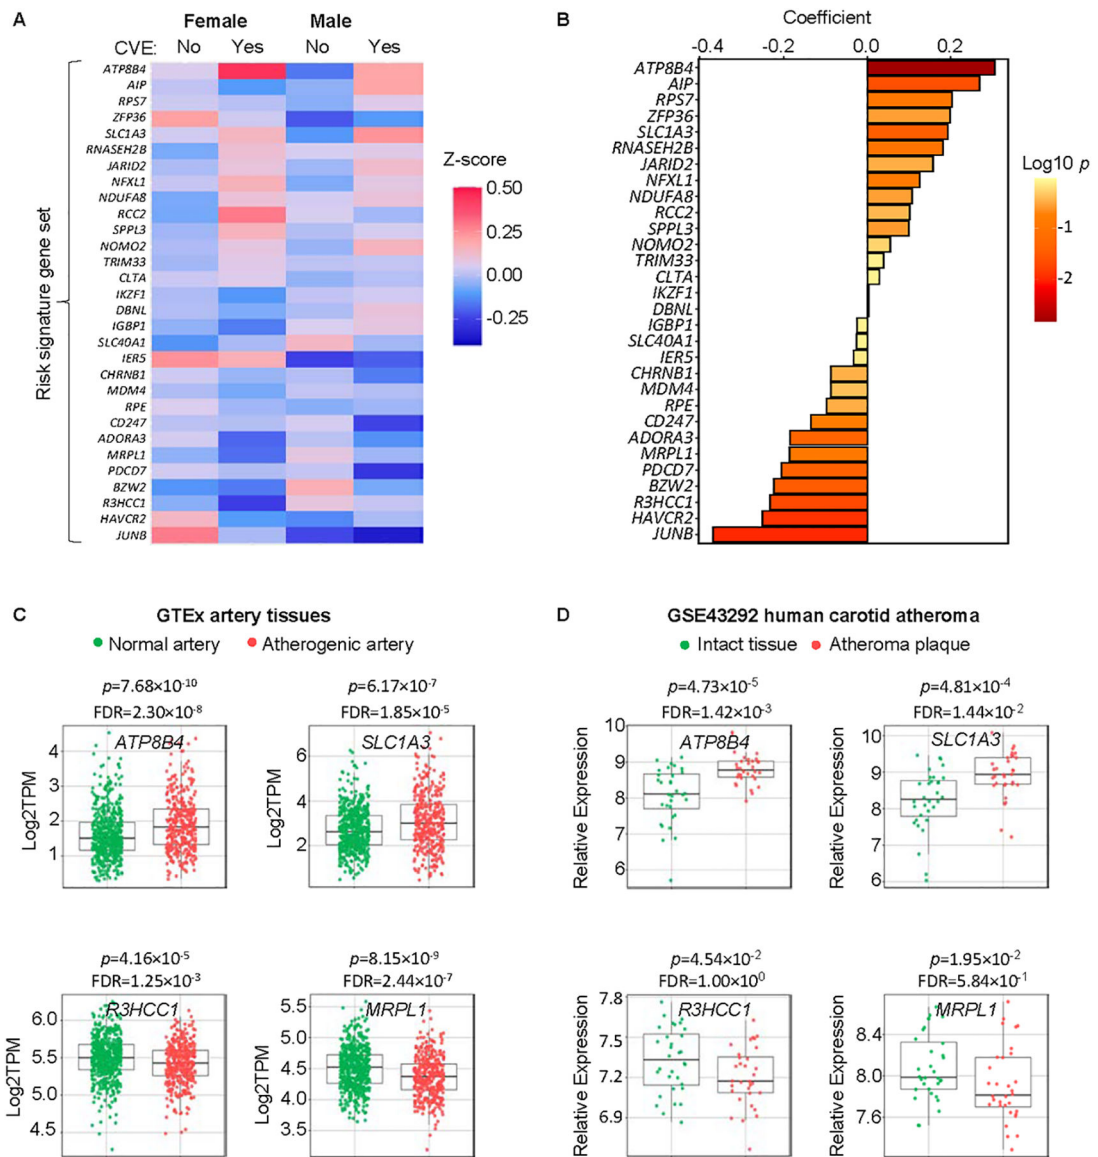 A
Female Male
CVE: No Yes No Yes
Risk signature gene set
ATP8B4
AIP
RPS7
ZFP36
SLC1A3
RNASEH2B
JARID2
NFXL1
NDUFA8
RCC2
SPPL3
NOMO2
TRIM33
CLTA
IKZF1
DBNL
IGBP1
SLC40A1
IER5
CHRNB1
MDM4
RPE
CD247
ADORA3
MRPL1
PDCD7
BZW2
R3HCC1
HAVCR2
JUNB
Z-score
0.50
0.25
0.00
-0.25
B
Coefficient
-0.4 -0.2 0.0 0.2
ATP8B4
AIP
RPS7
ZFP36
SLC1A3
RNASEH2B
JARID2
NFXL1
NDUFA8
RCC2
SPPL3
NOMO2
TRIM33
CLTA
IKZF1
DBNL
IGBP1
SLC40A1
IER5
CHRNB1
MDM4
RPE
CD247
ADORA3
MRPL1
PDCD7
BZW2
R3HCC1
HAVCR2
JUNB
Log10 p
-1
-2
C
GTEx artery tissues
Normal artery Atherogenic artery
p=7.68×10⁻¹⁰
FDR=2.30×10⁻⁸
ATP8B4
Log2TPM
4
3
2
1
p=6.17×10⁻⁷
FDR=1.85×10⁻⁵
SLC1A3
Log2TPM
6
4
2
p=4.16×10⁻⁵
FDR=1.25×10⁻³
R3HCC1
Log2TPM
6.0
5.5
5.0
4.5
p=8.15×10⁻⁹
FDR=2.44×10⁻⁷
MRPL1
Log2TPM
5.5
5.0
4.5
4.0
3.5
D
GSE43292 human carotid atheroma
Intact tissue Atheroma plaque
p=4.73×10⁻⁵
FDR=1.42×10⁻³
ATP8B4
Relative Expression
10
9
8
7
6
p=4.81×10⁻⁴
FDR=1.44×10⁻²
SLC1A3
Relative Expression
10
9
8
7
6
p=4.54×10⁻²
FDR=1.00×10⁰
R3HCC1
Relative Expression
7.8
7.5
7.2
6.9
p=1.95×10⁻²
FDR=5.84×10⁻¹
MRPL1
Relative Expression
8.4
8.0
7.6